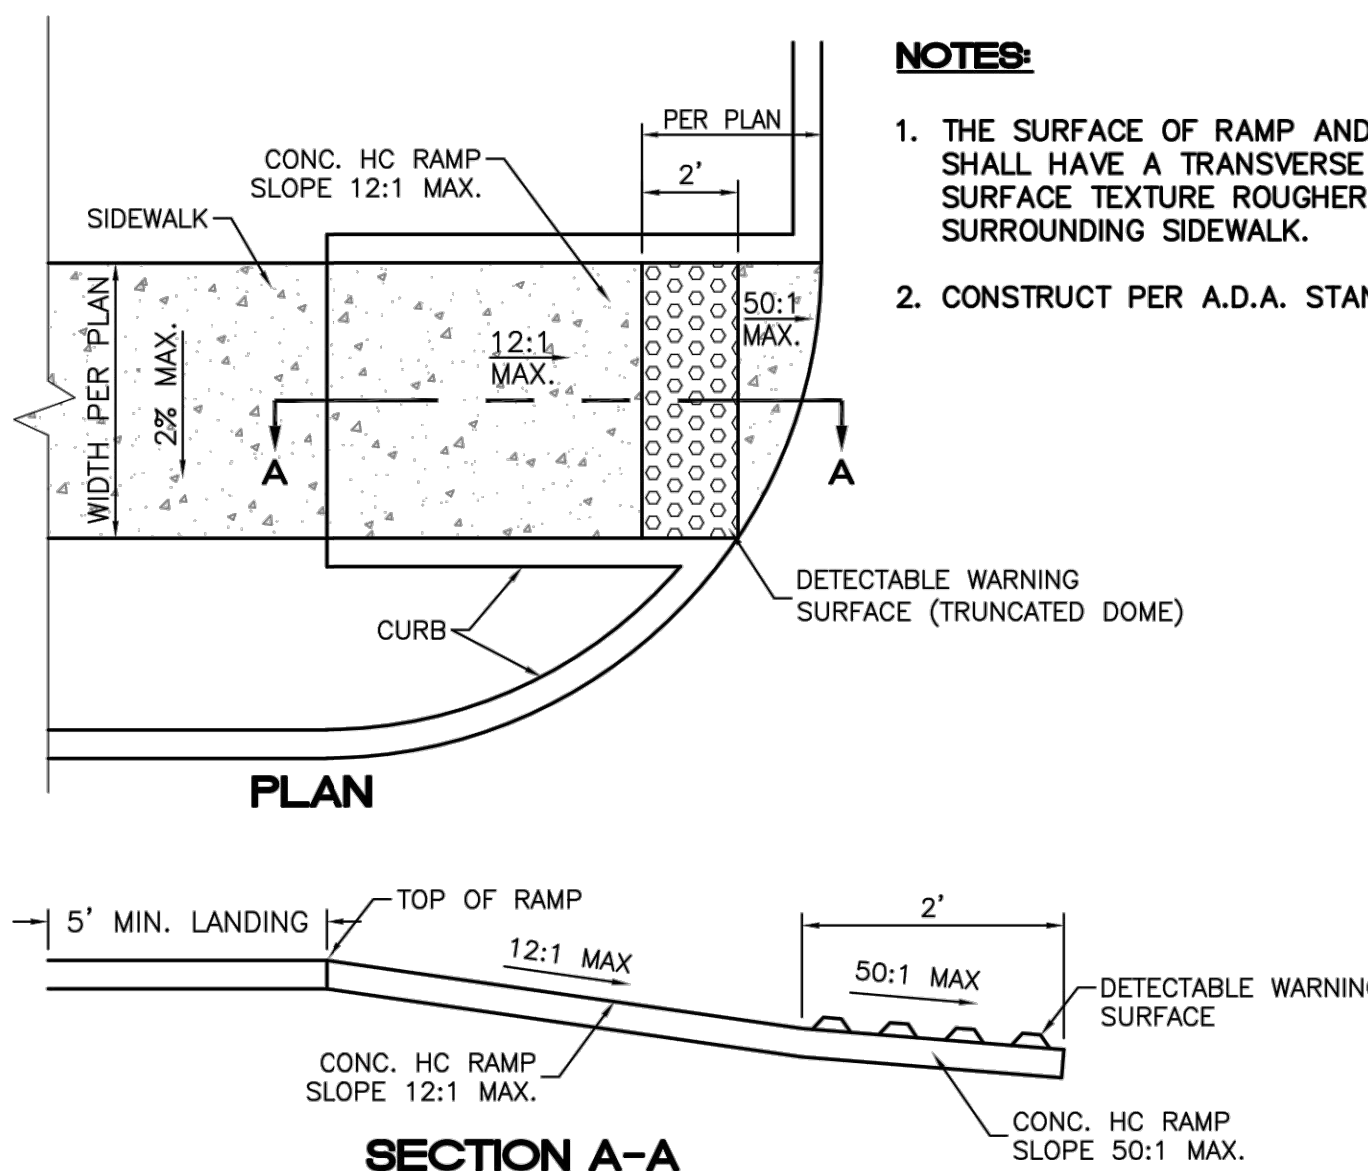 NOTES:
1. THE SURFACE OF RAMP AND
SHALL HAVE A TRANSVERSE
SURFACE TEXTURE ROUGHER
SURROUNDING SIDEWALK.
2. CONSTRUCT PER A.D.A.
PER PLAN
2'
CONC. HC RAMP
SLOPE 12:1 MAX.
SIDEWALK
WIDTH PER PLAN
2% MAX.
12:1
MAX.
50:1
MAX.
A
A
DETECTABLE WARNING
SURFACE (TRUNCATED DOME)
CURB
PLAN
5' MIN. LANDING
TOP OF RAMP
12:1 MAX
2'
50:1 MAX
DETECTABLE WARNING
SURFACE
CONC. HC RAMP
SLOPE 12:1 MAX.
CONC. HC RAMP
SLOPE 50:1 MAX.
SECTION A-A